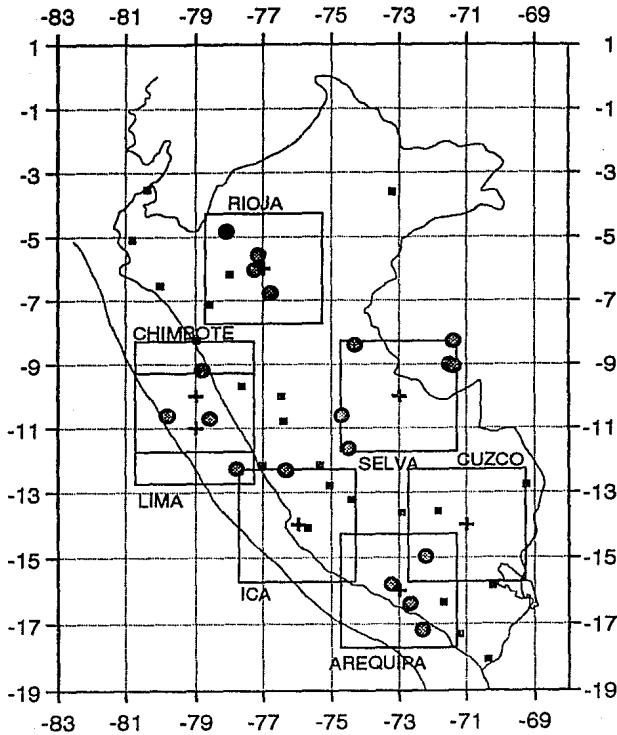 -83 -81 -79 -77 -75 -73 -71 -69
1 1
-1 -1
-3 -3
RIOJA
-5 -5
-7 -7
CHIMPOTE
-9 -9
-11 -11
SELVA CUZCO
LIMA
-13 -13
-15 -15
ICA
-17 -17
AREQUIPA
-19 -19
-83 -81 -79 -77 -75 -73 -71 -69